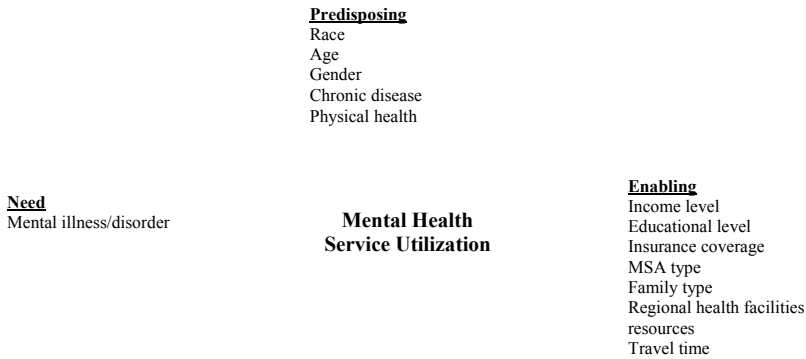 Predisposing
Race
Age
Gender
Chronic disease
Physical health
Need
Mental illness/disorder
Mental Health
Service Utilization
Enabling
Income level
Educational level
Insurance coverage
MSA type
Family type
Regional health facilities
resources
Travel time